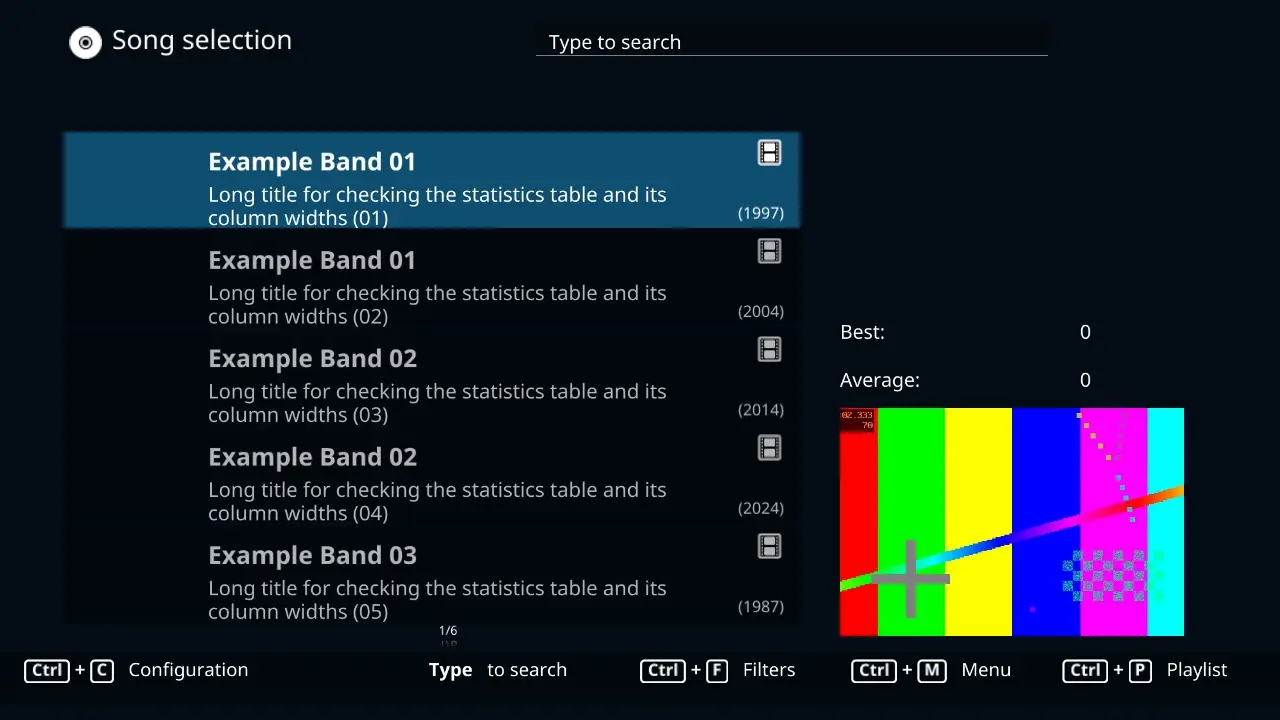 Song selection
Type to search
Example Band 01
Long title for checking the statistics table and its
column widths (01)
(1997)
Example Band 01
Long title for checking the statistics table and its
column widths (02)
(2004)
Example Band 02
Long title for checking the statistics table and its
column widths (03)
(2014)
Example Band 02
Long title for checking the statistics table and its
column widths (04)
(2024)
Example Band 03
Long title for checking the statistics table and its
column widths (05)
(1987)
1/6
Best: 0
Average: 0
02.333
70
Ctrl + C Configuration
Type to search
Ctrl + F Filters
Ctrl + M Menu
Ctrl + P Playlist